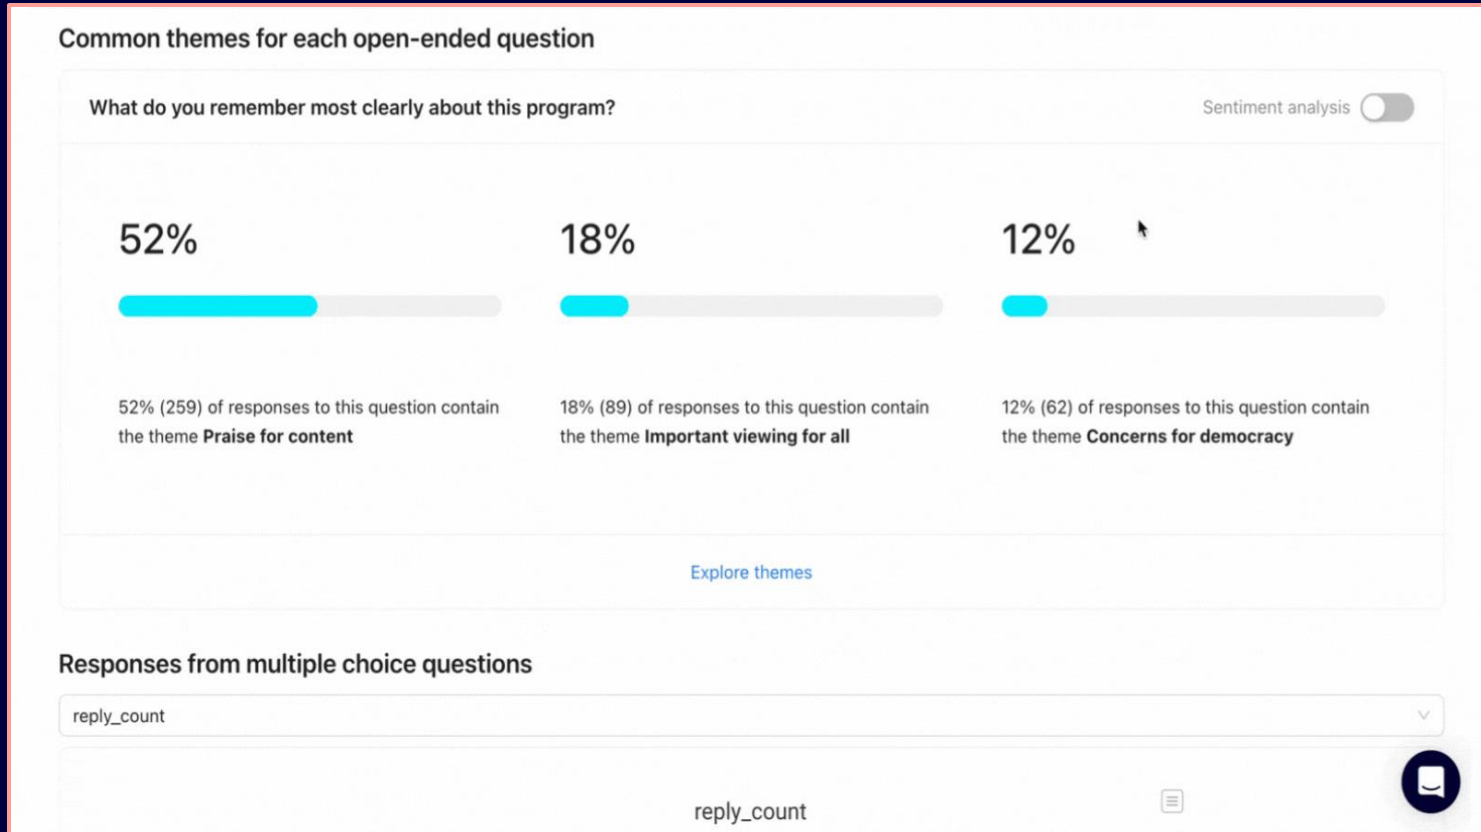 Common themes for each open-ended question
What do you remember most clearly about this program?
Sentiment analysis
52%
18%
12%
52% (259) of responses to this question contain
the theme Praise for content
18% (89) of responses to this question contain
the theme Important viewing for all
12% (62) of responses to this question contain
the theme Concerns for democracy
Explore themes
Responses from multiple choice questions
reply_count
reply_count